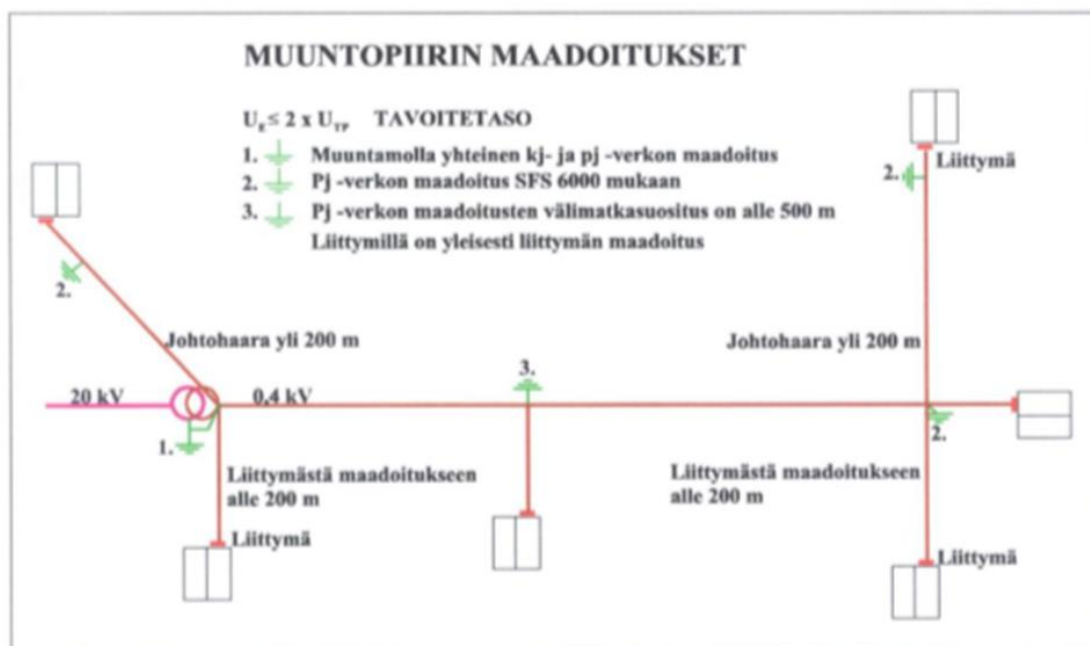 MUUNTOPIIRIN MAADOITUKSET
U_E ≤ 2 x U_TP TAVOITETASO
1. Muuntamolla yhteinen kj- ja pj -verkon maadoitus
2. Pj -verkon maadoitus SFS 6000 mukaan
3. Pj -verkon maadoitusten välimatkasuositus on alle 500 m
Liittymillä on yleisesti liittymän maadoitus
2.
Liittymä
2.
Johtohaara yli 200 m
Johtohaara yli 200 m
3.
20 kV
0,4 kV
1.
2.
Liittymästä maadoitukseen
alle 200 m
Liittymästä maadoitukseen
alle 200 m
Liittymä
Liittymä